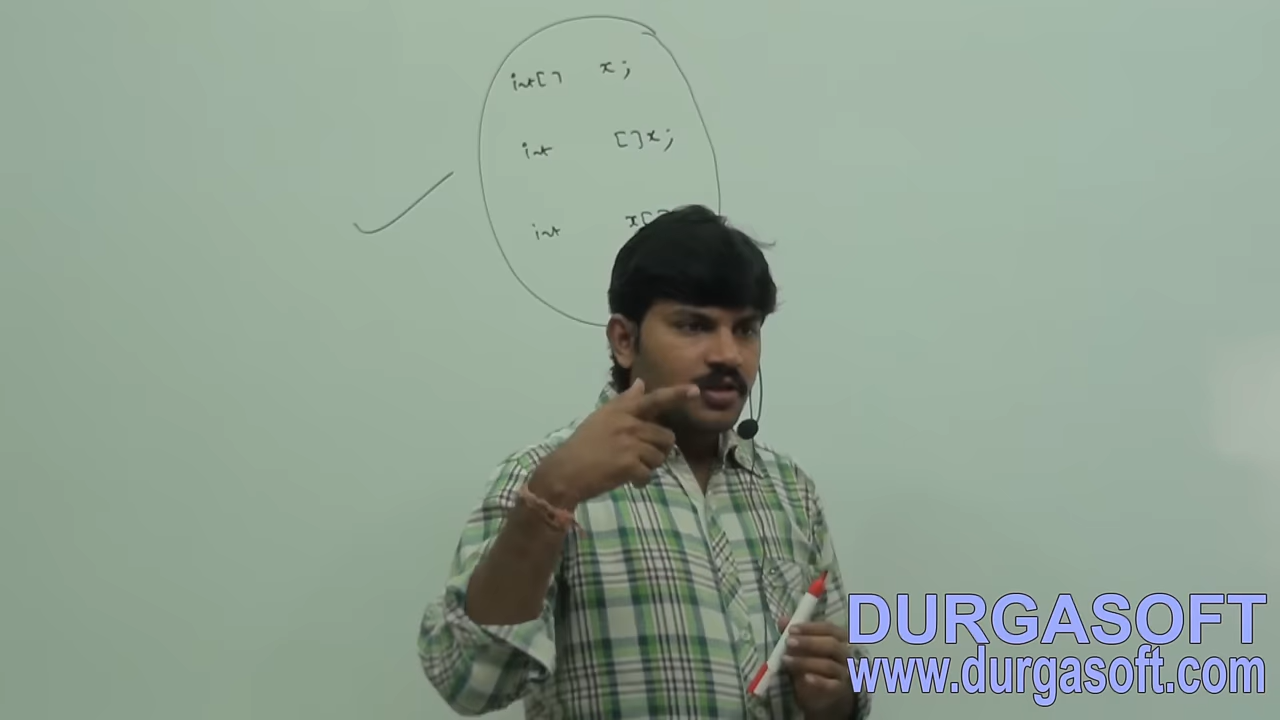 int[] x;
int []x;
int x[]
DURGASOFT
www.durgasoft.com